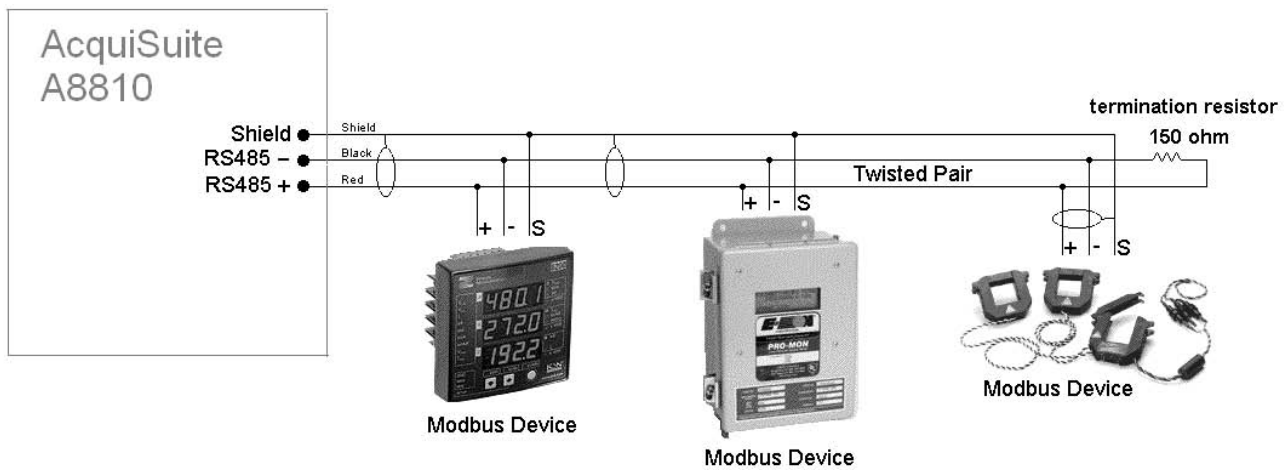 AcquiSuite
A8810
termination resistor
150 ohm
Shield
Shield
RS485 –
Black
RS485 +
Red
Twisted Pair
+ - S
+ - S
+ - S
480.1
272.0
192.2
E-MON
PRO-MON
Modbus Device
Modbus Device
Modbus Device